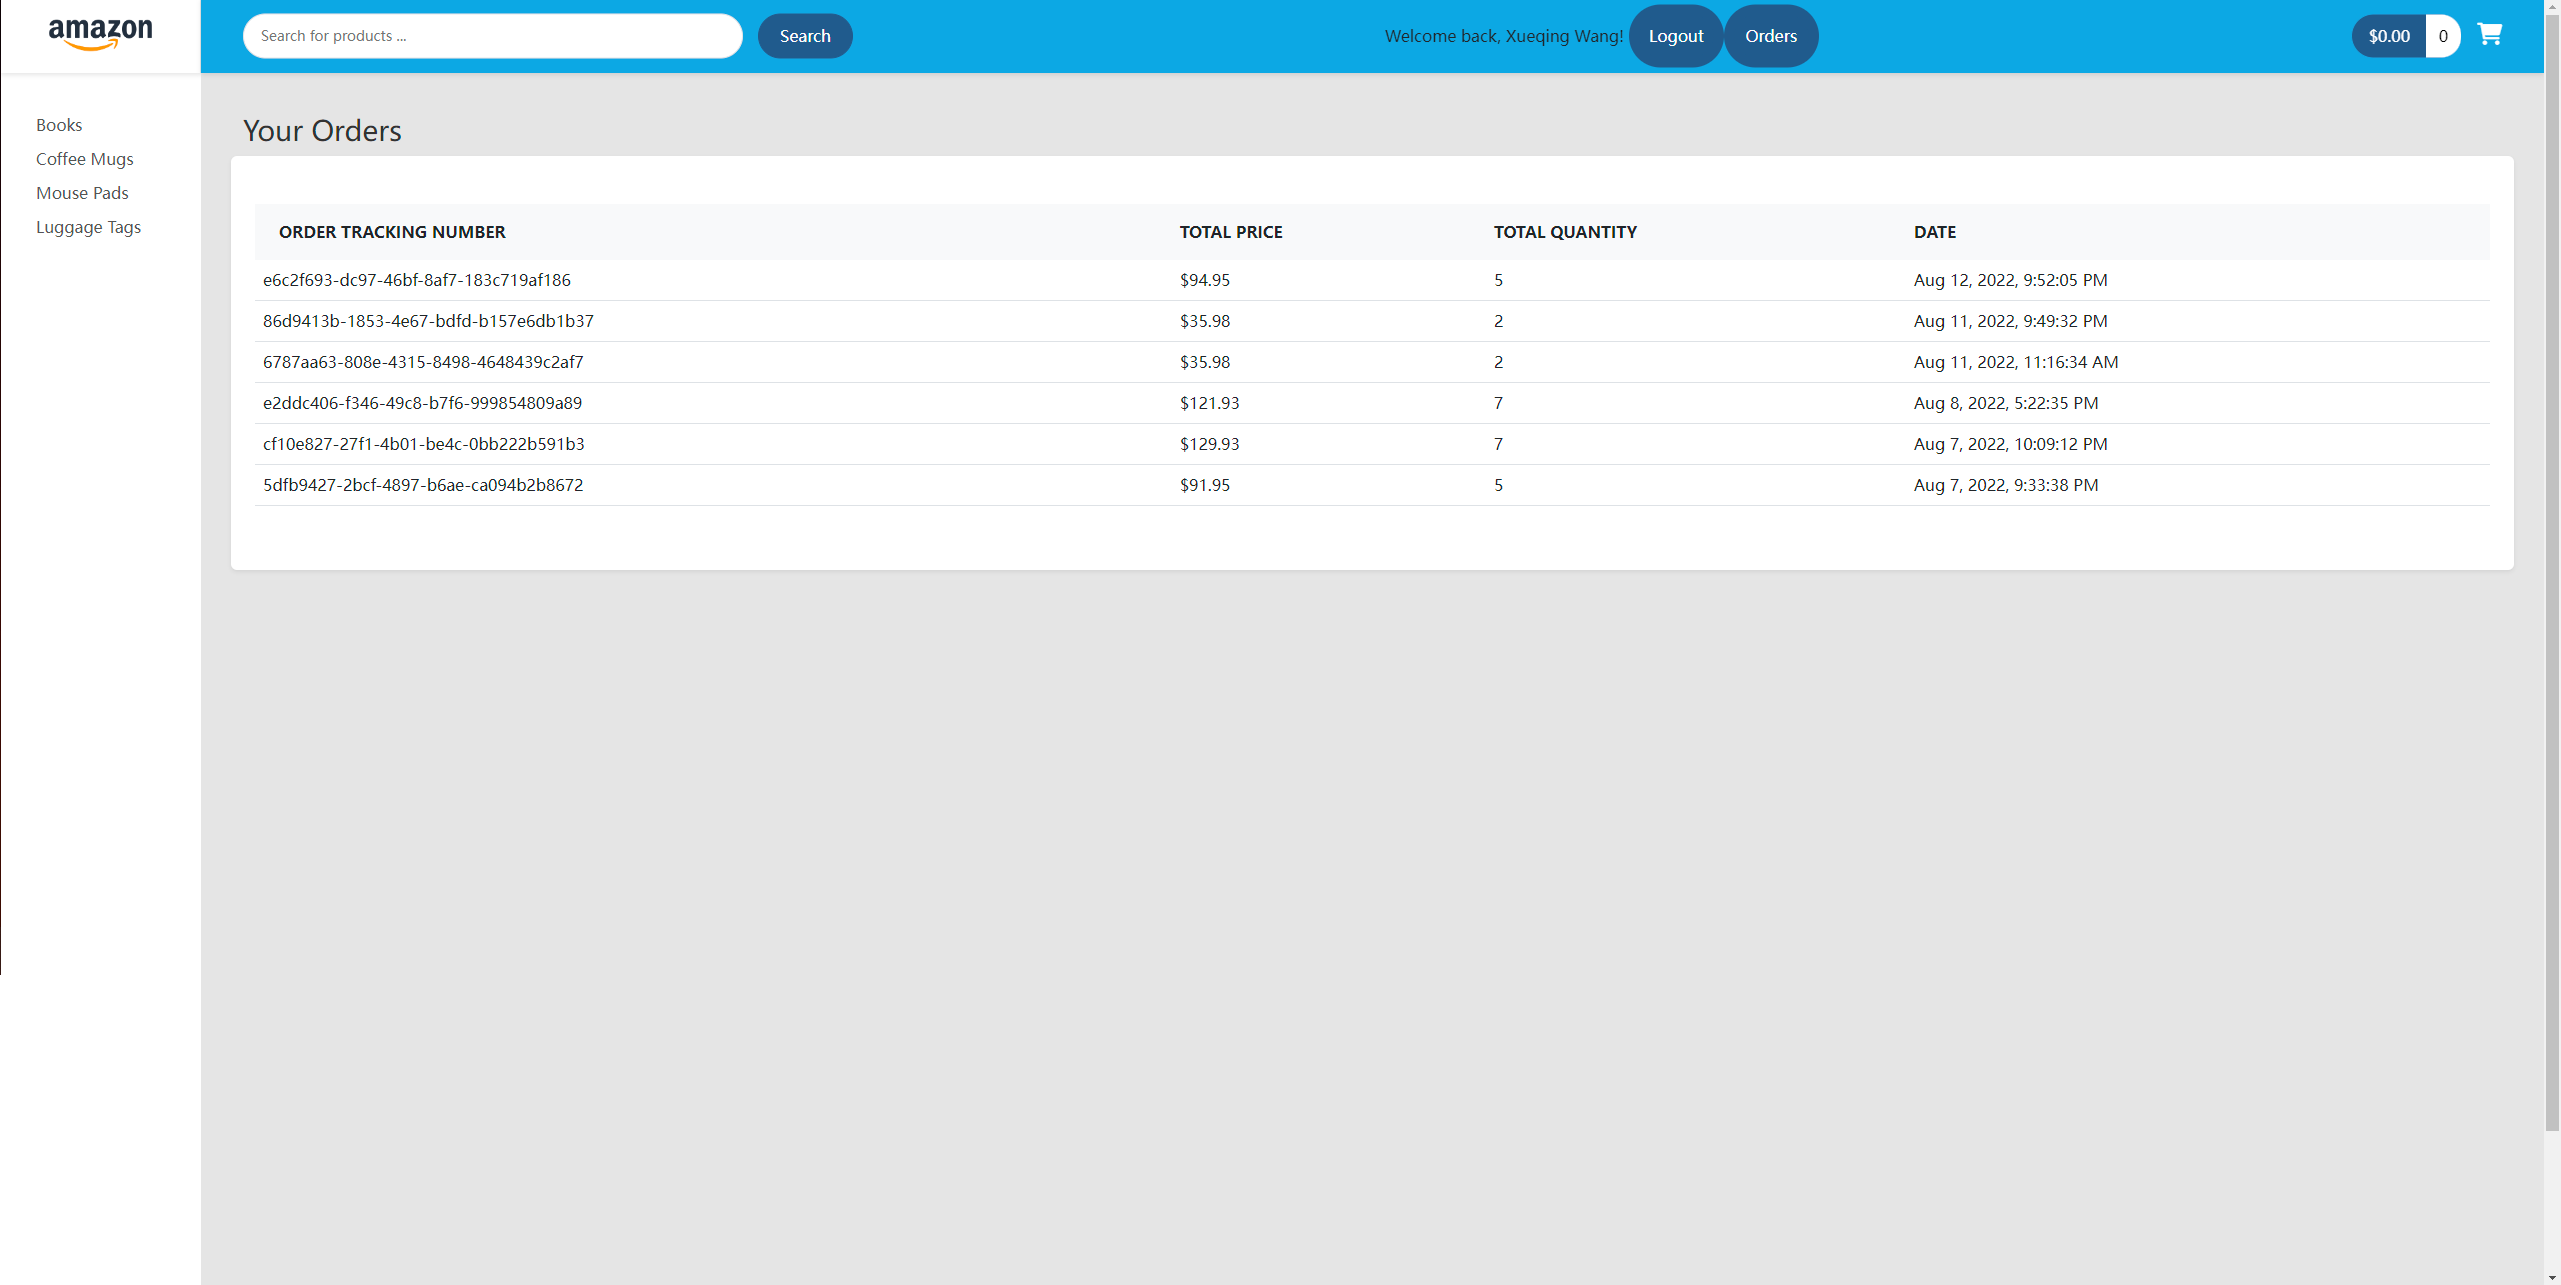 amazon
Search for products ...
Search
Welcome back, Xueqing Wang!
Logout
Orders
$0.00
0
Books
Coffee Mugs
Mouse Pads
Luggage Tags
Your Orders
ORDER TRACKING NUMBER TOTAL PRICE TOTAL QUANTITY DATE
e6c2f693-dc97-46bf-8af7-183c719af186 $94.95 5 Aug 12, 2022, 9:52:05 PM
86d9413b-1853-4e67-bdfd-b157e6db1b37 $35.98 2 Aug 11, 2022, 9:49:32 PM
6787aa63-808e-4315-8498-4648439c2af7 $35.98 2 Aug 11, 2022, 11:16:34 AM
e2ddc406-f346-49c8-b7f6-999854809a89 $121.93 7 Aug 8, 2022, 5:22:35 PM
cf10e827-27f1-4b01-be4c-0bb222b591b3 $129.93 7 Aug 7, 2022, 10:09:12 PM
5dfb9427-2bcf-4897-b6ae-ca094b2b8672 $91.95 5 Aug 7, 2022, 9:33:38 PM